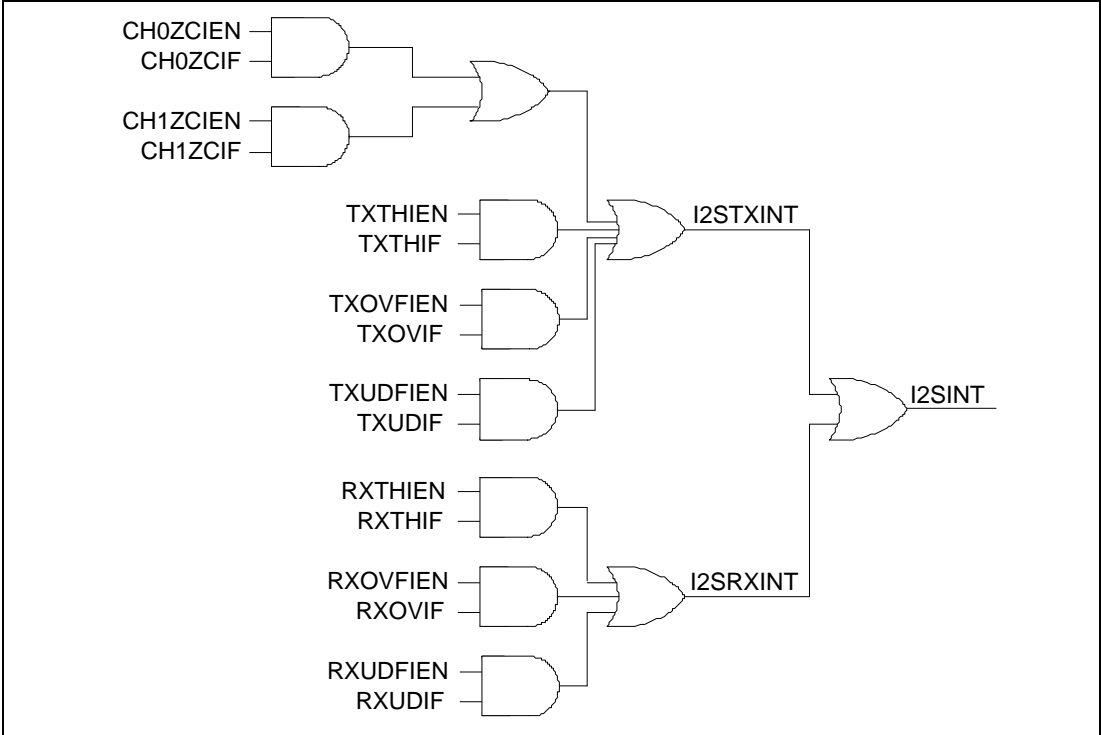 CH0ZCIEN
CH0ZCIF
CH1ZCIEN
CH1ZCIF
TXTHIEN
TXTHIF
I2STXINT
TXOVFIEN
TXOVIF
TXUDFIEN
TXUDIF
I2SINT
RXTHIEN
RXTHIF
RXOVFIEN
RXOVIF
I2SRXINT
RXUDFIEN
RXUDIF